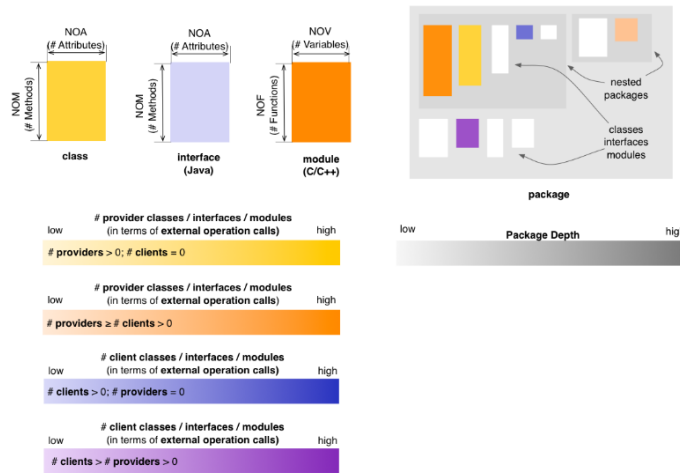 NOA
(# Attributes)
NOM
(# Methods)
class
NOA
(# Attributes)
NOM
(# Methods)
interface
(Java)
NOV
(# Variables)
NOF
(# Functions)
module
(C/C++)
nested
packages
classes
interfaces
modules
package
# provider classes / interfaces / modules
low (in terms of external operation calls) high
# providers > 0; # clients = 0
# provider classes / interfaces / modules
low (in terms of external operation calls) high
# providers ≥ # clients > 0
# client classes / interfaces / modules
low (in terms of external operation calls) high
# clients > 0; # providers = 0
# client classes / interfaces / modules
low (in terms of external operation calls) high
# clients > # providers > 0
low Package Depth